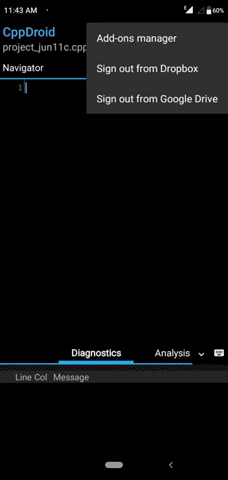 11:43 AM
60%
CppDroid
project_jun11c.cpp
Add-ons manager
Sign out from Dropbox
Sign out from Google Drive
Navigator
1
Diagnostics
Analysis
Line Col Message